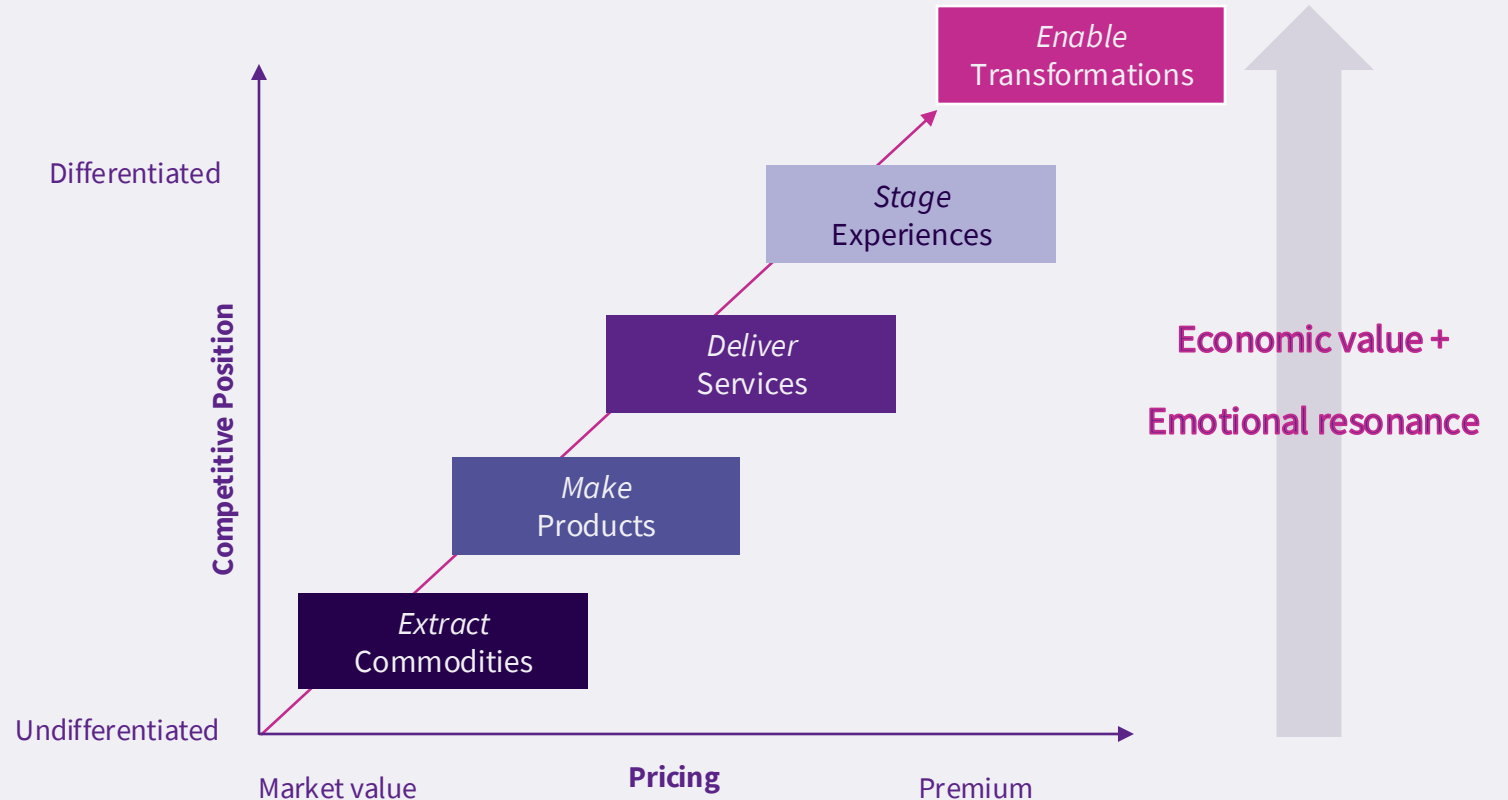 Enable
Transformations
Differentiated
Stage
Experiences
Competitive Position
Deliver
Services
Economic value +
Emotional resonance
Make
Products
Extract
Commodities
Undifferentiated
Market value
Pricing
Premium